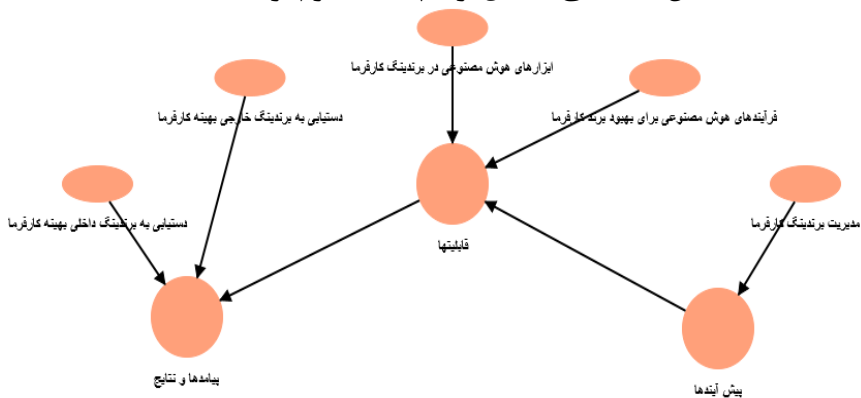 ابزارهای هوش مصنوعی در برندینگ کارفرما
فرآیندهای هوش مصنوعی برای بهبود برند کارفرما
دستیابی به برندینگ خارجی بهینه کارفرما
مدیریت برندینگ کارفرما
دستیابی به برندینگ داخلی بهینه کارفرما
قابلیتها
پیش آیندها
پیامدها و نتایج